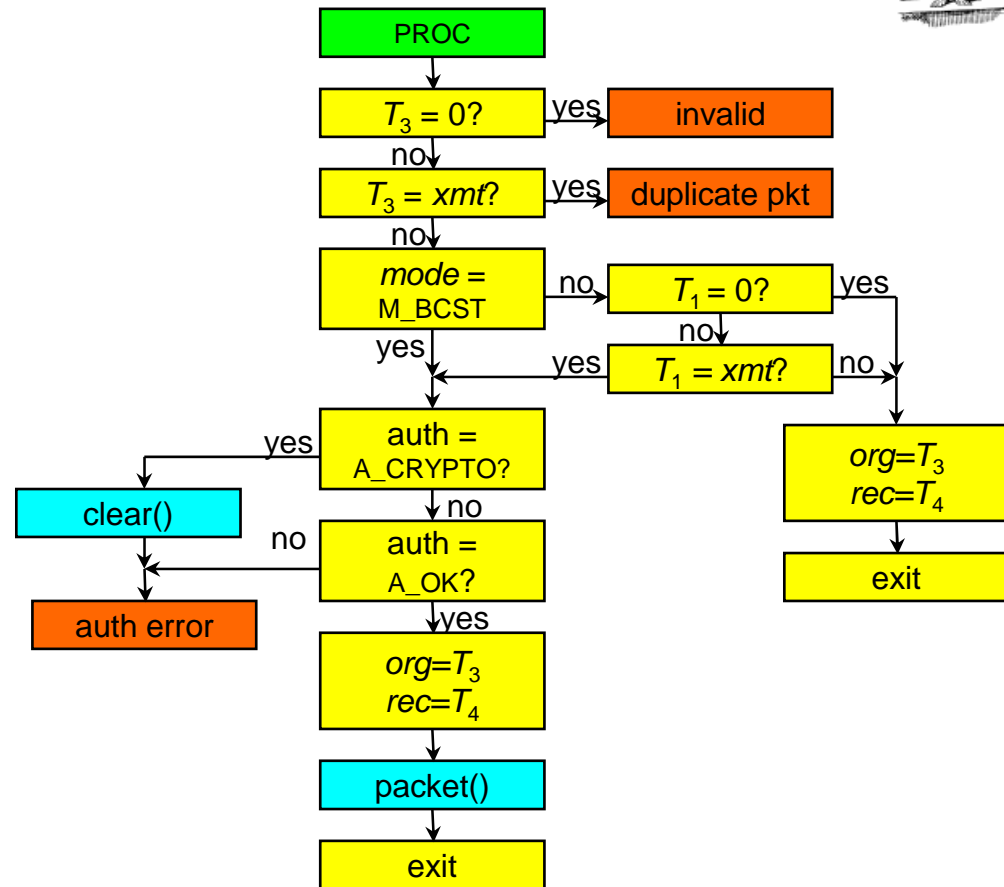 PROC
T₃ = 0?
yes
invalid
no
T₃ = xmt?
yes
duplicate pkt
no
mode =
M_BCST
no
T₁ = 0?
yes
no
yes
yes
T₁ = xmt?
no
auth =
A_CRYPTO?
yes
clear()
no
org=T₃
rec=T₄
exit
auth =
A_OK?
no
auth error
yes
org=T₃
rec=T₄
packet()
exit